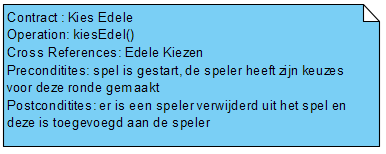 Contract : Kies Edele
Operation: kiesEdel()
Cross References: Edele Kiezen
Preconditites: spel is gestart, de speler heeft zijn keuzes
voor deze ronde gemaakt
Postconditites: er is een speler verwijderd uit het spel en
deze is toegevoegd aan de speler